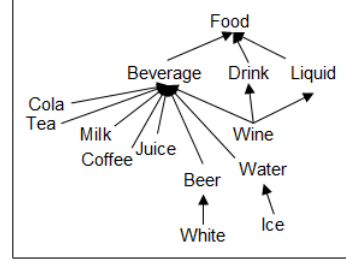 Food
Beverage Drink Liquid
Cola
Tea
Milk
Coffee
Juice
Wine
Beer
Water
White
Ice